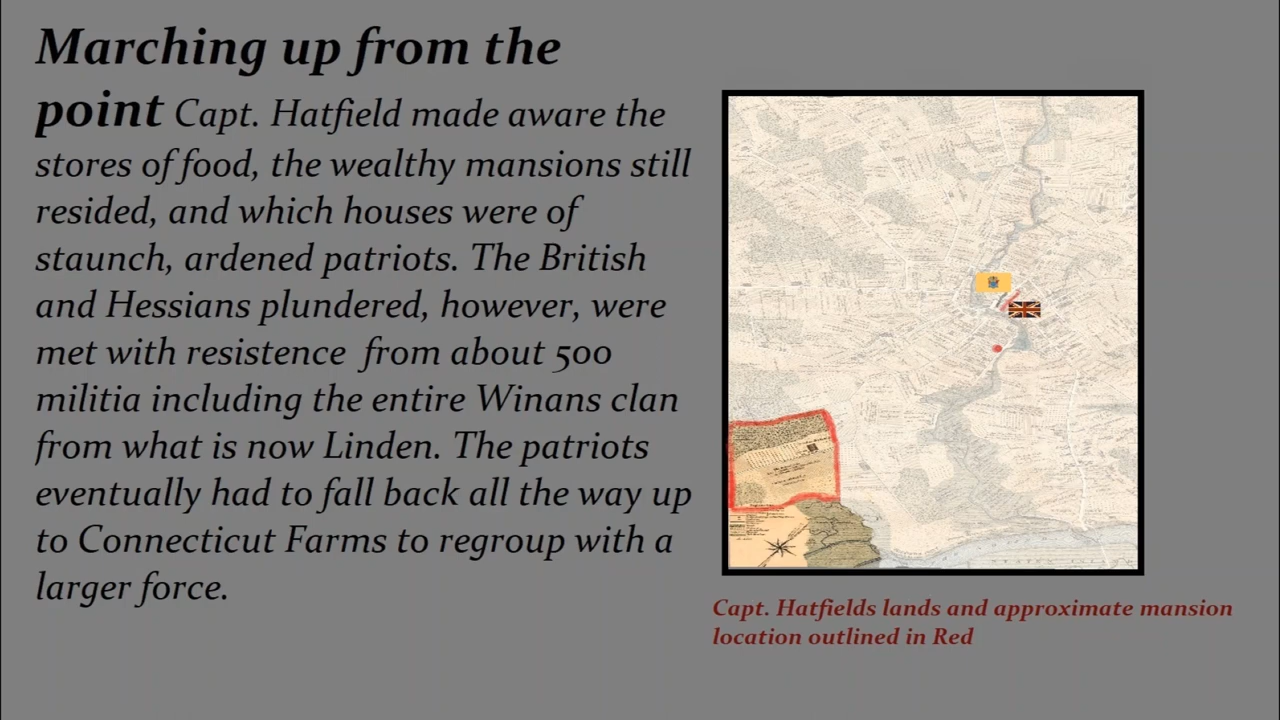 Marching up from the
point Capt. Hatfield made aware the
stores of food, the wealthy mansions still
resided, and which houses were of
staunch, ardened patriots. The British
and Hessians plundered, however, were
met with resistence from about 500
militia including the entire Winans clan
from what is now Linden. The patriots
eventually had to fall back all the way up
to Connecticut Farms to regroup with a
larger force.
Capt. Hatfields lands and approximate mansion
location outlined in Red